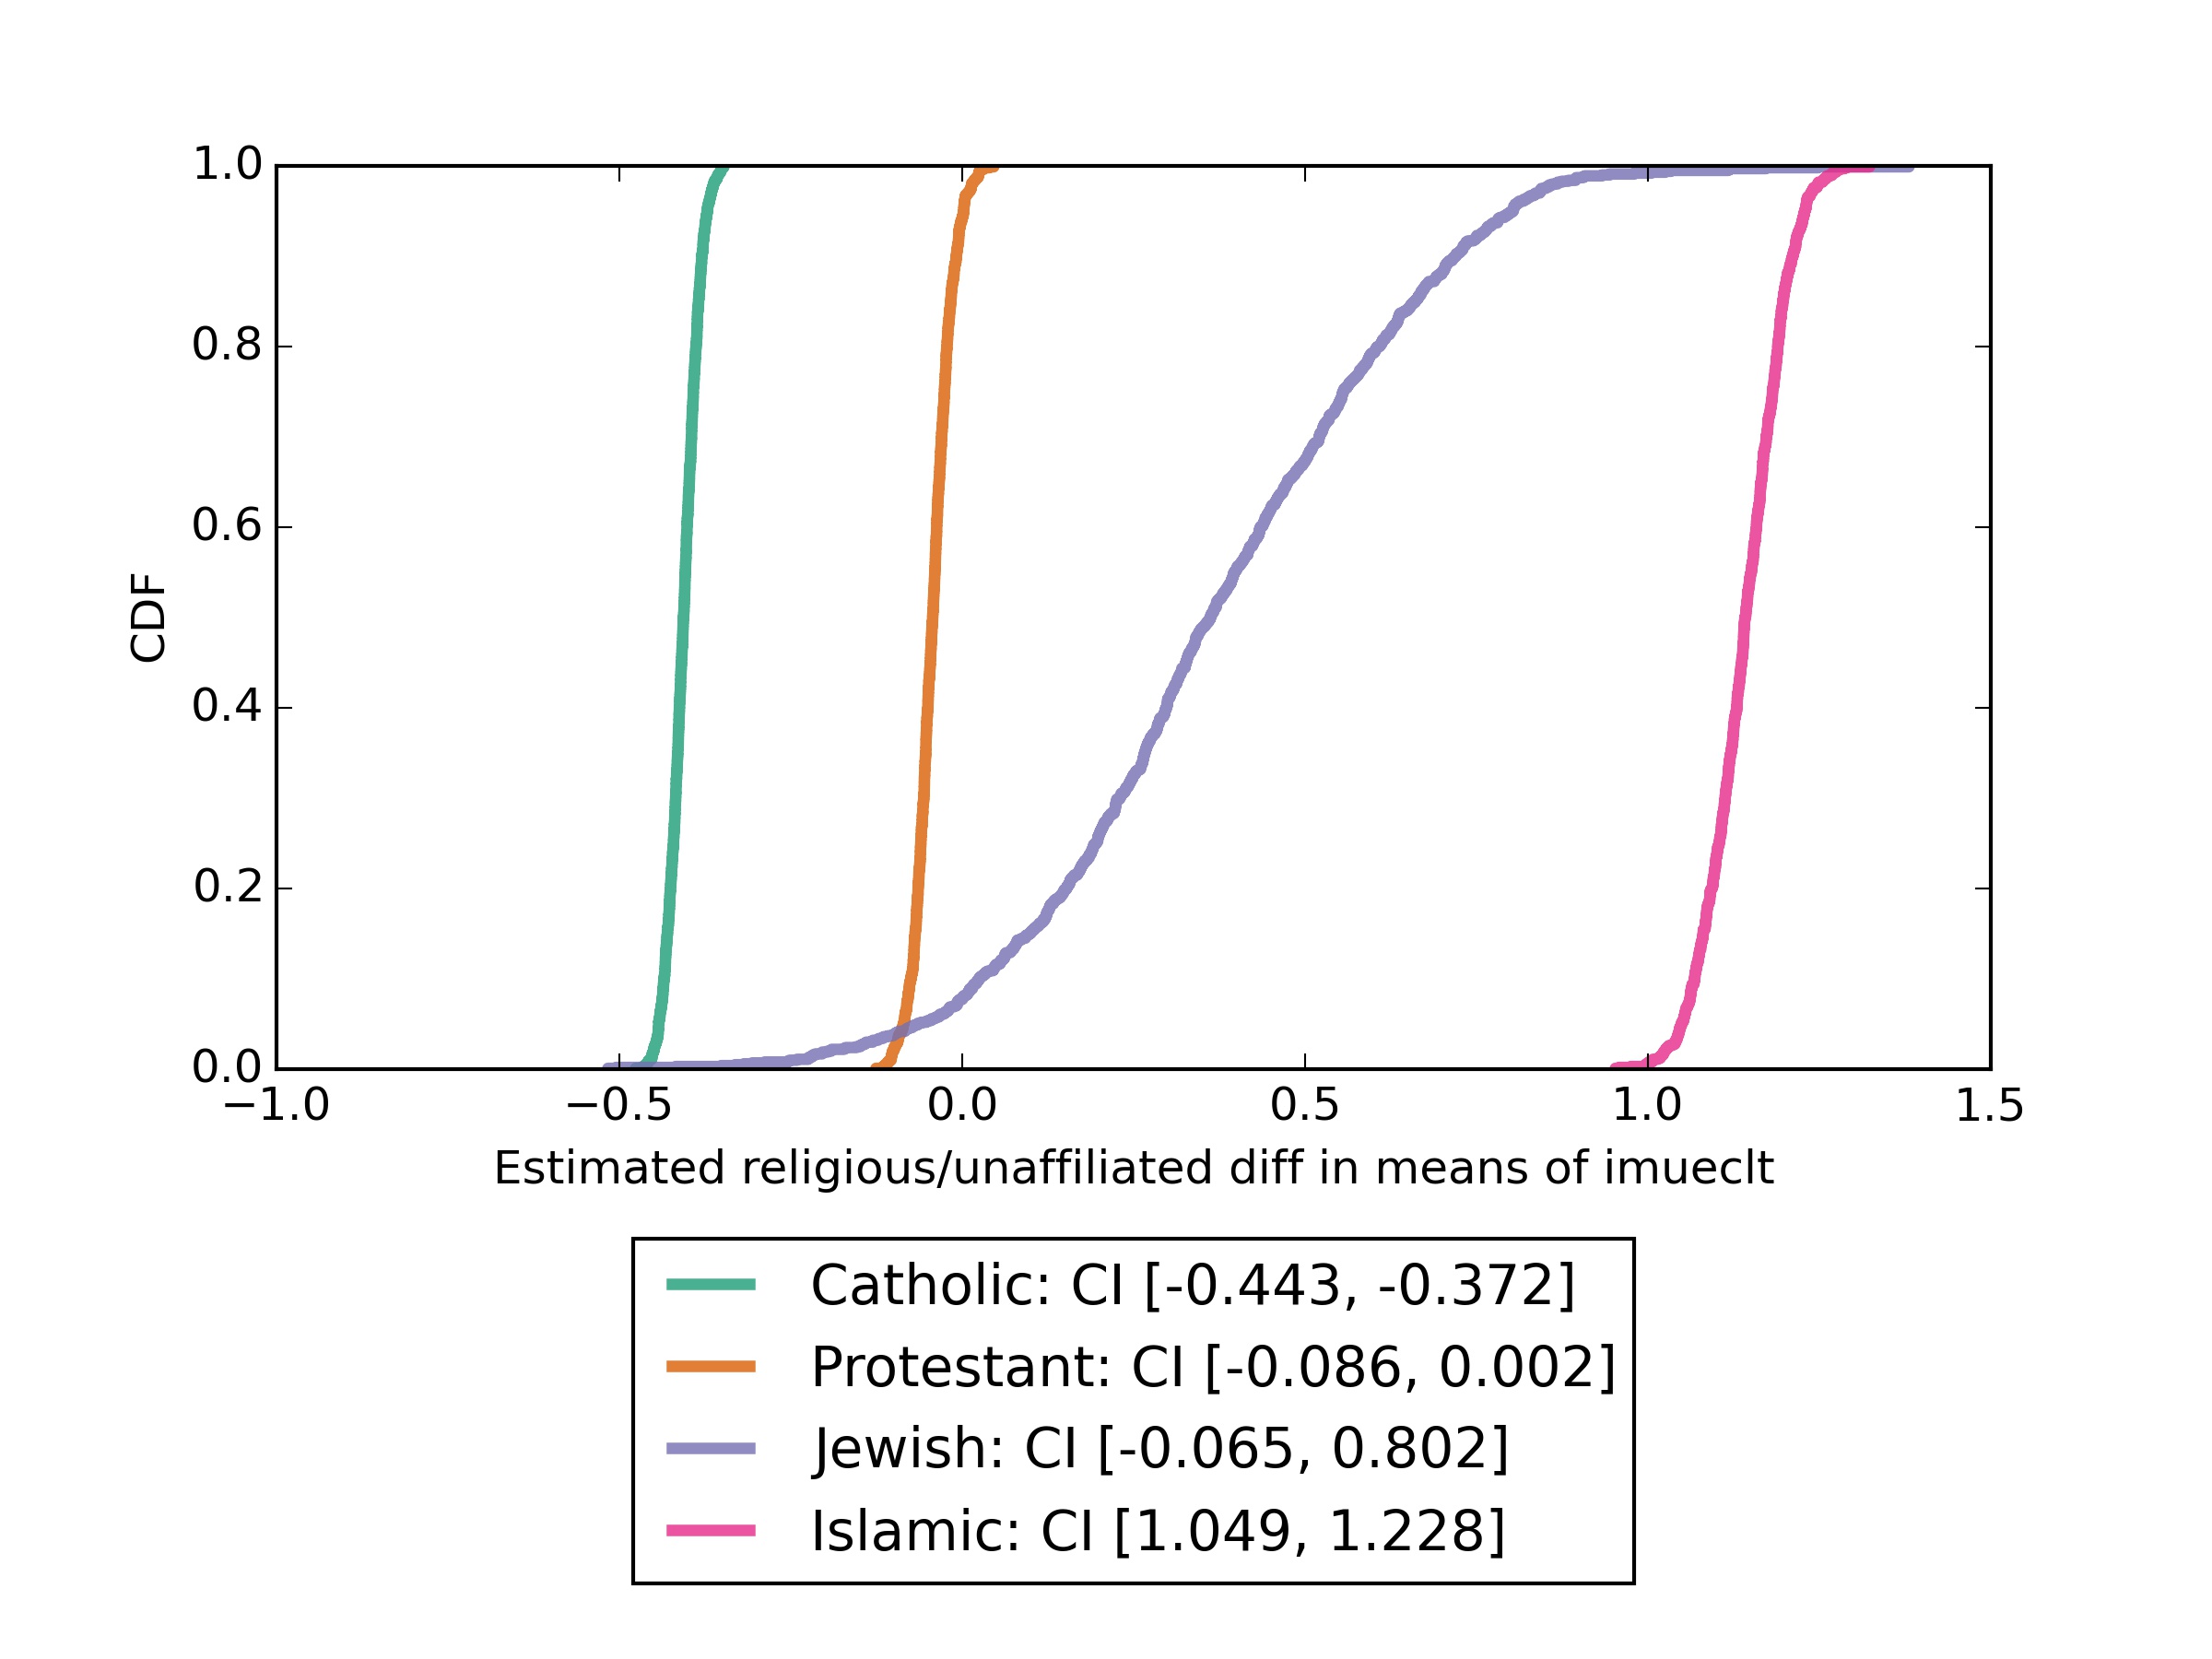 1.0
0.8
0.6
0.4
0.2
0.0
CDF
−1.0 −0.5 0.0 0.5 1.0 1.5
Estimated religious/unaffiliated diff in means of imueclt
Catholic: CI [-0.443, -0.372]
Protestant: CI [-0.086, 0.002]
Jewish: CI [-0.065, 0.802]
Islamic: CI [1.049, 1.228]